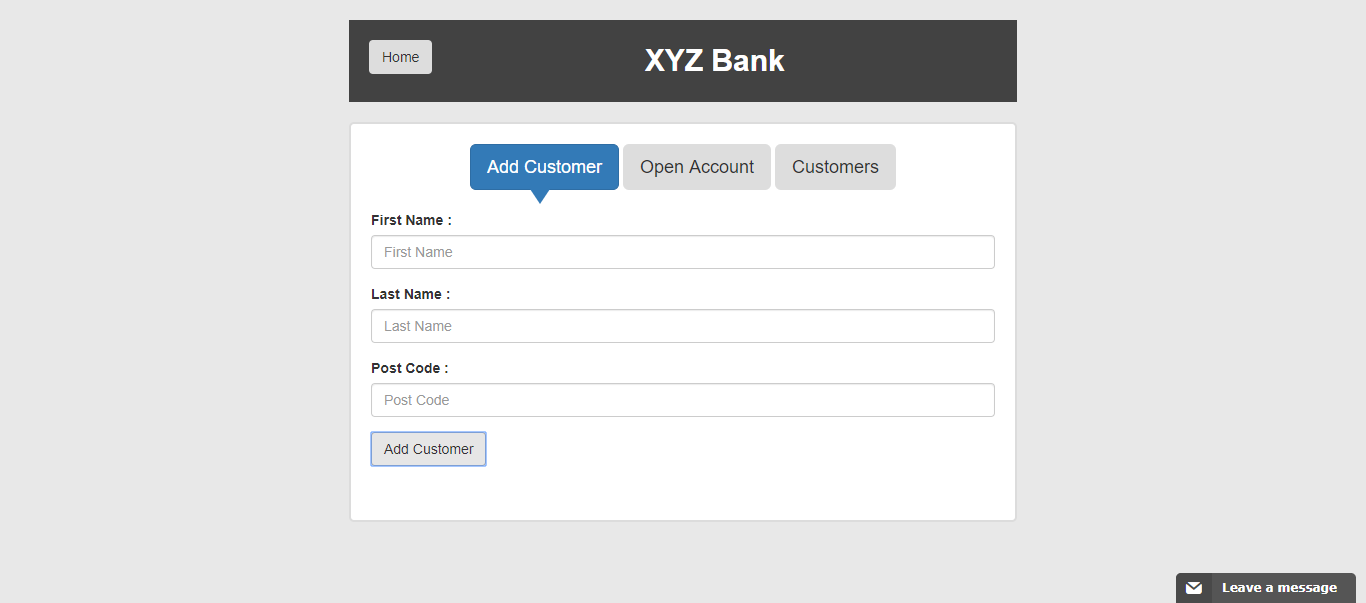 Home
XYZ Bank
Add Customer Open Account Customers
First Name :
First Name
Last Name :
Last Name
Post Code :
Post Code
Add Customer
Leave a message